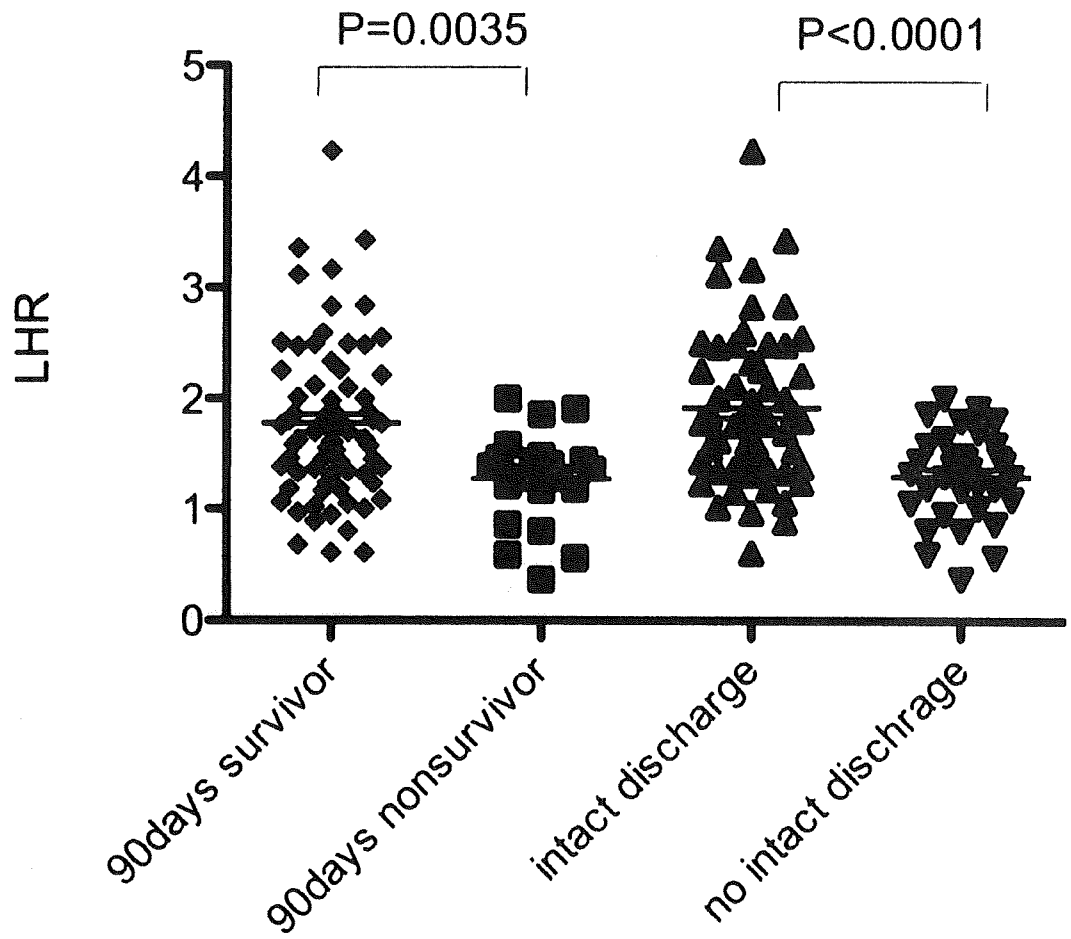 P=0.0035
P<0.0001
LHR
5
4
3
2
1
0
90days survivor
90days nonsurvivor
intact discharge
no intact dischrage